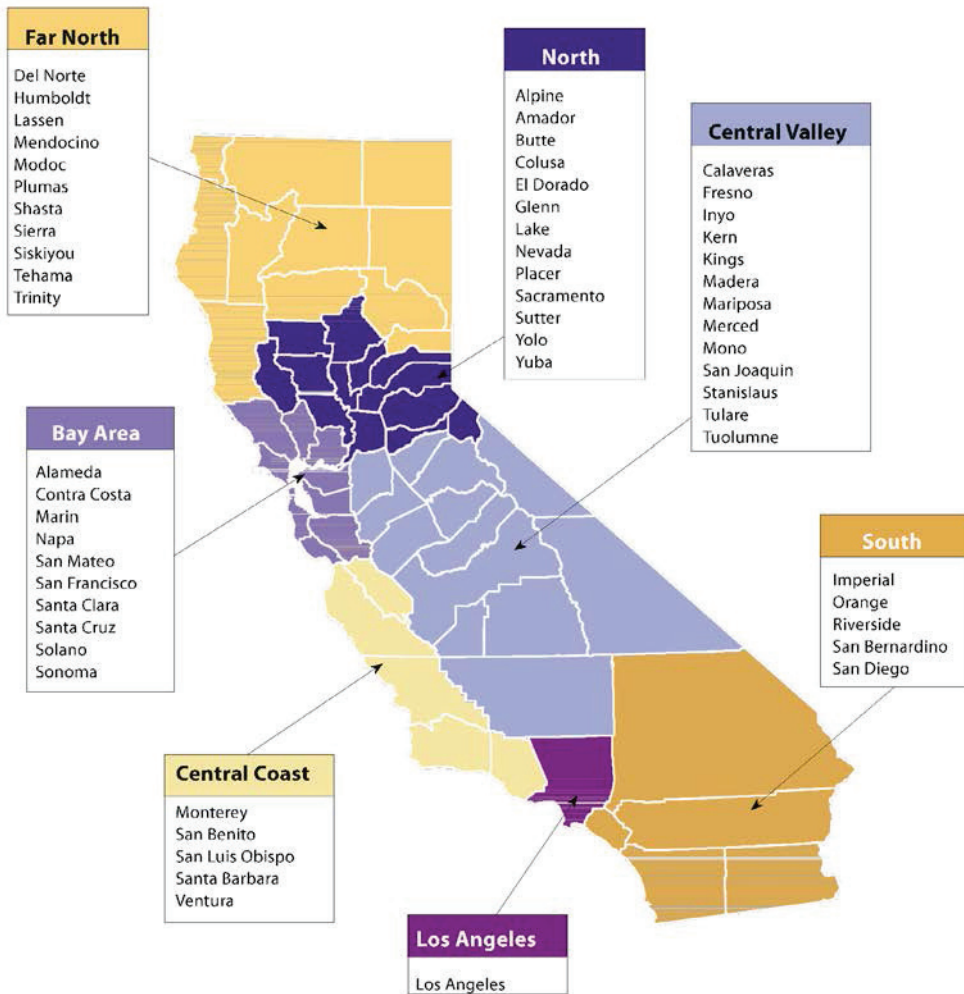 Far North
Del Norte
Humboldt
Lassen
Mendocino
Modoc
Plumas
Shasta
Sierra
Siskiyou
Tehama
Trinity
North
Alpine
Amador
Butte
Colusa
El Dorado
Glenn
Lake
Nevada
Placer
Sacramento
Sutter
Yolo
Yuba
Central Valley
Calaveras
Fresno
Inyo
Kern
Kings
Madera
Mariposa
Merced
Mono
San Joaquin
Stanislaus
Tulare
Tuolumne
Bay Area
Alameda
Contra Costa
Marin
Napa
San Mateo
San Francisco
Santa Clara
Santa Cruz
Solano
Sonoma
South
Imperial
Orange
Riverside
San Bernardino
San Diego
Central Coast
Monterey
San Benito
San Luis Obispo
Santa Barbara
Ventura
Los Angeles
Los Angeles